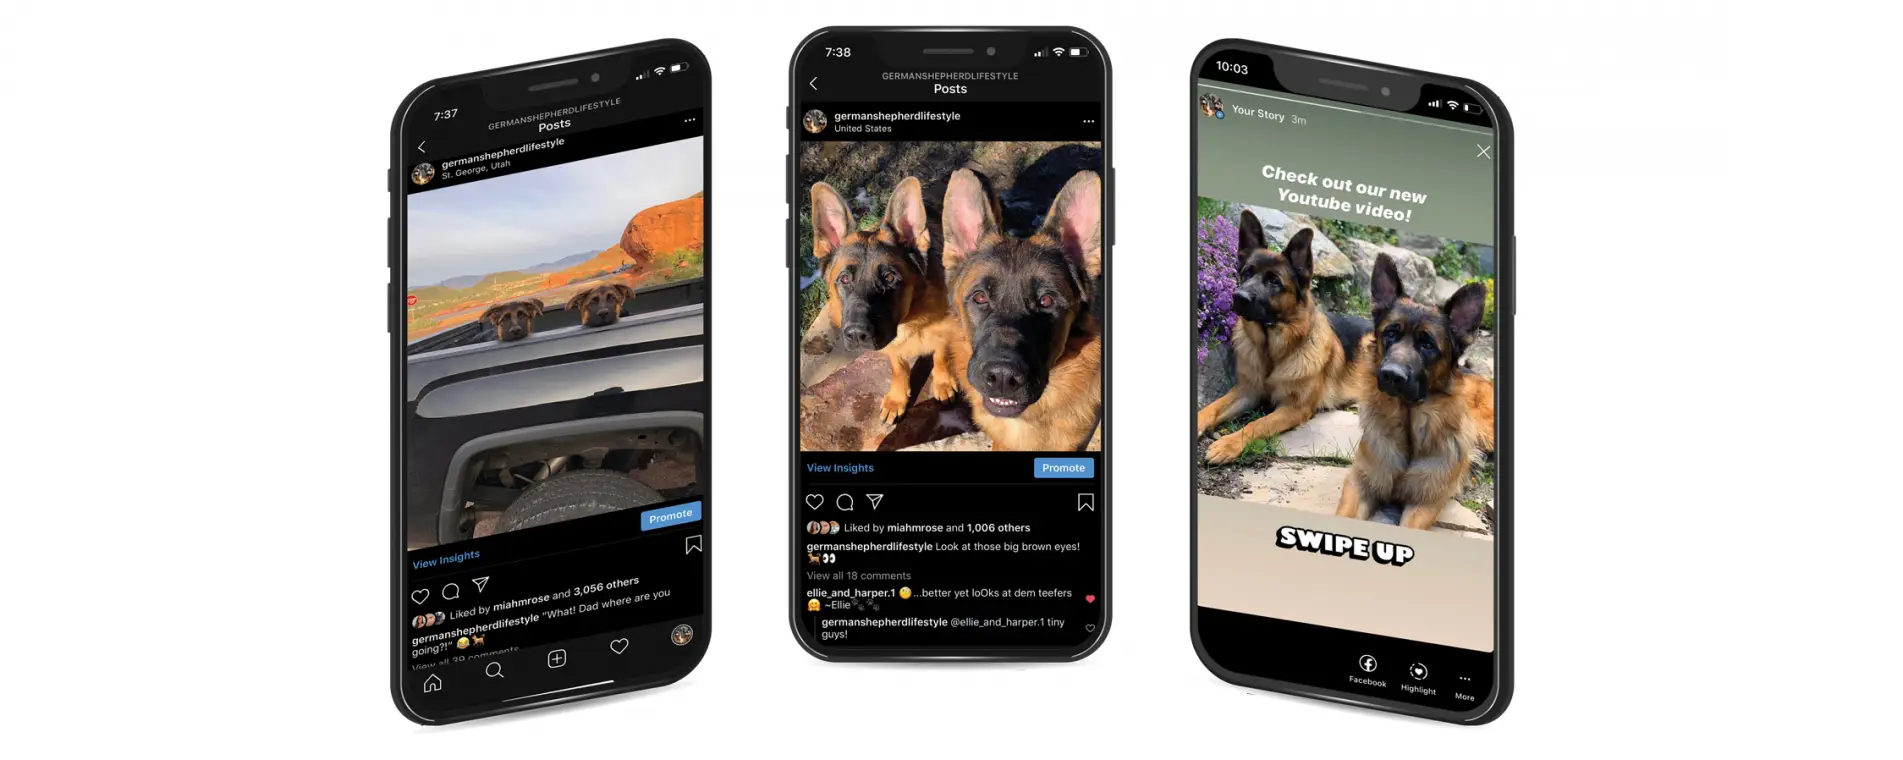 7:37
GERMANSHEPHERDLIFESTYLE
Posts
germanshepherdlifestyle
St. George, Utah
Promote
View Insights
Liked by miahmrose and 3,056 others
germanshepherdlifestyle "What! Dad where are you
going?!" 😂🐕
View all 39 comments
7:38
GERMANSHEPHERDLIFESTYLE
Posts
germanshepherdlifestyle
United States
View Insights
Promote
Liked by miahmrose and 1,006 others
germanshepherdlifestyle Look at those big brown eyes!
🐕👀
View all 18 comments
ellie_and_harper.1 🧐...better yet loOks at dem teefers
🤗 ~Ellie🐾🐾
germanshepherdlifestyle @ellie_and_harper.1 tiny
guys!
10:03
Your Story 3m
Check out our new
Youtube video!
SWIPE UP
Facebook
Highlight
More